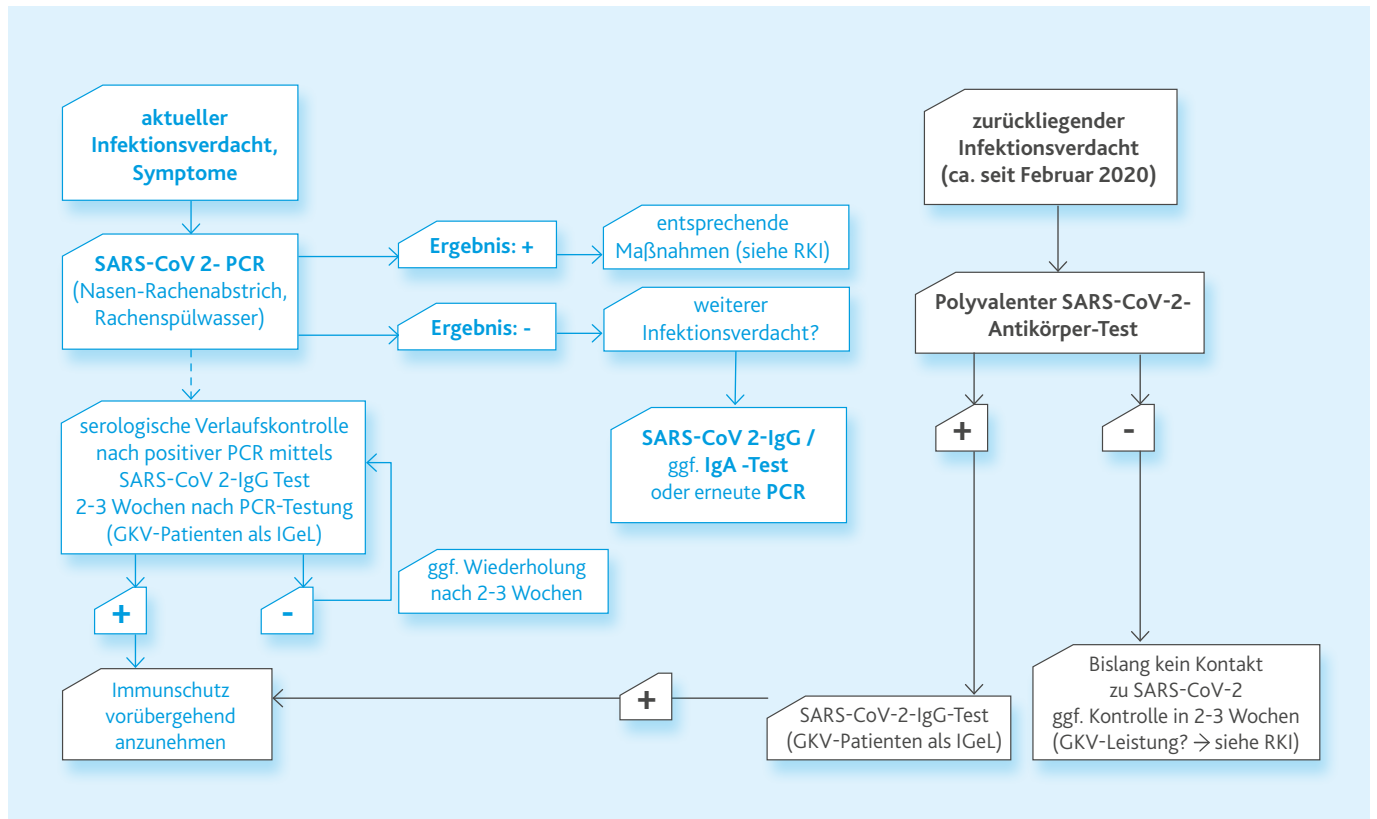 aktueller
Infektionsverdacht,
Symptome
SARS-CoV 2- PCR
(Nasen-Rachenabstrich,
Rachenspülwasser)
Ergebnis: +
entsprechende
Maßnahmen (siehe RKI)
Ergebnis: -
weiterer
Infektionsverdacht?
SARS-CoV 2-IgG /
ggf. IgA -Test
oder erneute PCR
serologische Verlaufskontrolle
nach positiver PCR mittels
SARS-CoV 2-IgG Test
2-3 Wochen nach PCR-Testung
(GKV-Patienten als IGeL)
+
-
ggf. Wiederholung
nach 2-3 Wochen
Immunschutz
vorübergehend
anzunehmen
zurückliegender
Infektionsverdacht
(ca. seit Februar 2020)
Polyvalenter SARS-CoV-2-
Antikörper-Test
+
-
+
SARS-CoV-2-IgG-Test
(GKV-Patienten als IGeL)
Bislang kein Kontakt
zu SARS-CoV-2
ggf. Kontrolle in 2-3 Wochen
(GKV-Leistung? → siehe RKI)